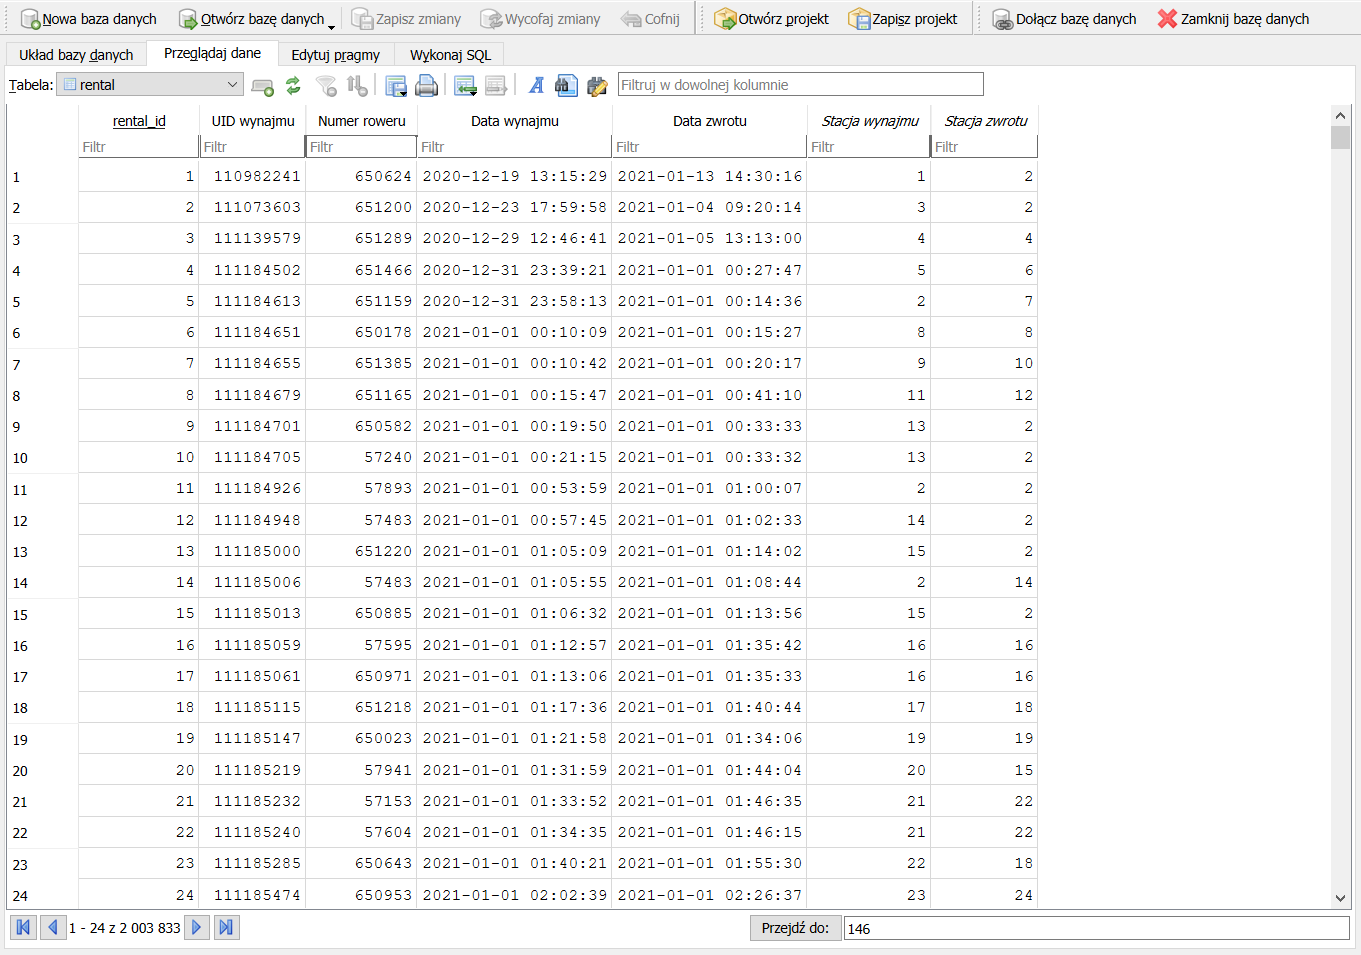 Nowa baza danych Otwórz bazę danych Zapisz zmiany Wycofaj zmiany Cofnij Otwórz projekt Zapisz projekt Dołącz bazę danych Zamknij bazę danych
Układ bazy danych Przeglądaj dane Edytuj pragmy Wykonaj SQL
Tabela: rental Filtruj w dowolnej kolumnie
rental_id UID wynajmu Numer roweru Data wynajmu Data zwrotu Stacja wynajmu Stacja zwrotu
Filtr Filtr Filtr Filtr Filtr Filtr Filtr
1 1 110982241 650624 2020-12-19 13:15:29 2021-01-13 14:30:16 1 2
2 2 111073603 651200 2020-12-23 17:59:58 2021-01-04 09:20:14 3 2
3 3 111139579 651289 2020-12-29 12:46:41 2021-01-05 13:13:00 4 4
4 4 111184502 651466 2020-12-31 23:39:21 2021-01-01 00:27:47 5 6
5 5 111184613 651159 2020-12-31 23:58:13 2021-01-01 00:14:36 2 7
6 6 111184651 650178 2021-01-01 00:10:09 2021-01-01 00:15:27 8 8
7 7 111184655 651385 2021-01-01 00:10:42 2021-01-01 00:20:17 9 10
8 8 111184679 651165 2021-01-01 00:15:47 2021-01-01 00:41:10 11 12
9 9 111184701 650582 2021-01-01 00:19:50 2021-01-01 00:33:33 13 2
10 10 111184705 57240 2021-01-01 00:21:15 2021-01-01 00:33:32 13 2
11 11 111184926 57893 2021-01-01 00:53:59 2021-01-01 01:00:07 2 2
12 12 111184948 57483 2021-01-01 00:57:45 2021-01-01 01:02:33 14 2
13 13 111185000 651220 2021-01-01 01:05:09 2021-01-01 01:14:02 15 2
14 14 111185006 57483 2021-01-01 01:05:55 2021-01-01 01:08:44 2 14
15 15 111185013 650885 2021-01-01 01:06:32 2021-01-01 01:13:56 15 2
16 16 111185059 57595 2021-01-01 01:12:57 2021-01-01 01:35:42 16 16
17 17 111185061 650971 2021-01-01 01:13:06 2021-01-01 01:35:33 16 16
18 18 111185115 651218 2021-01-01 01:17:36 2021-01-01 01:40:44 17 18
19 19 111185147 650023 2021-01-01 01:21:58 2021-01-01 01:34:06 19 19
20 20 111185219 57941 2021-01-01 01:31:59 2021-01-01 01:44:04 20 15
21 21 111185232 57153 2021-01-01 01:33:52 2021-01-01 01:46:35 21 22
22 22 111185240 57604 2021-01-01 01:34:35 2021-01-01 01:46:15 21 22
23 23 111185285 650643 2021-01-01 01:40:21 2021-01-01 01:55:30 22 18
24 24 111185474 650953 2021-01-01 02:02:39 2021-01-01 02:26:37 23 24
1 - 24 z 2 003 833 Przejdź do: 146